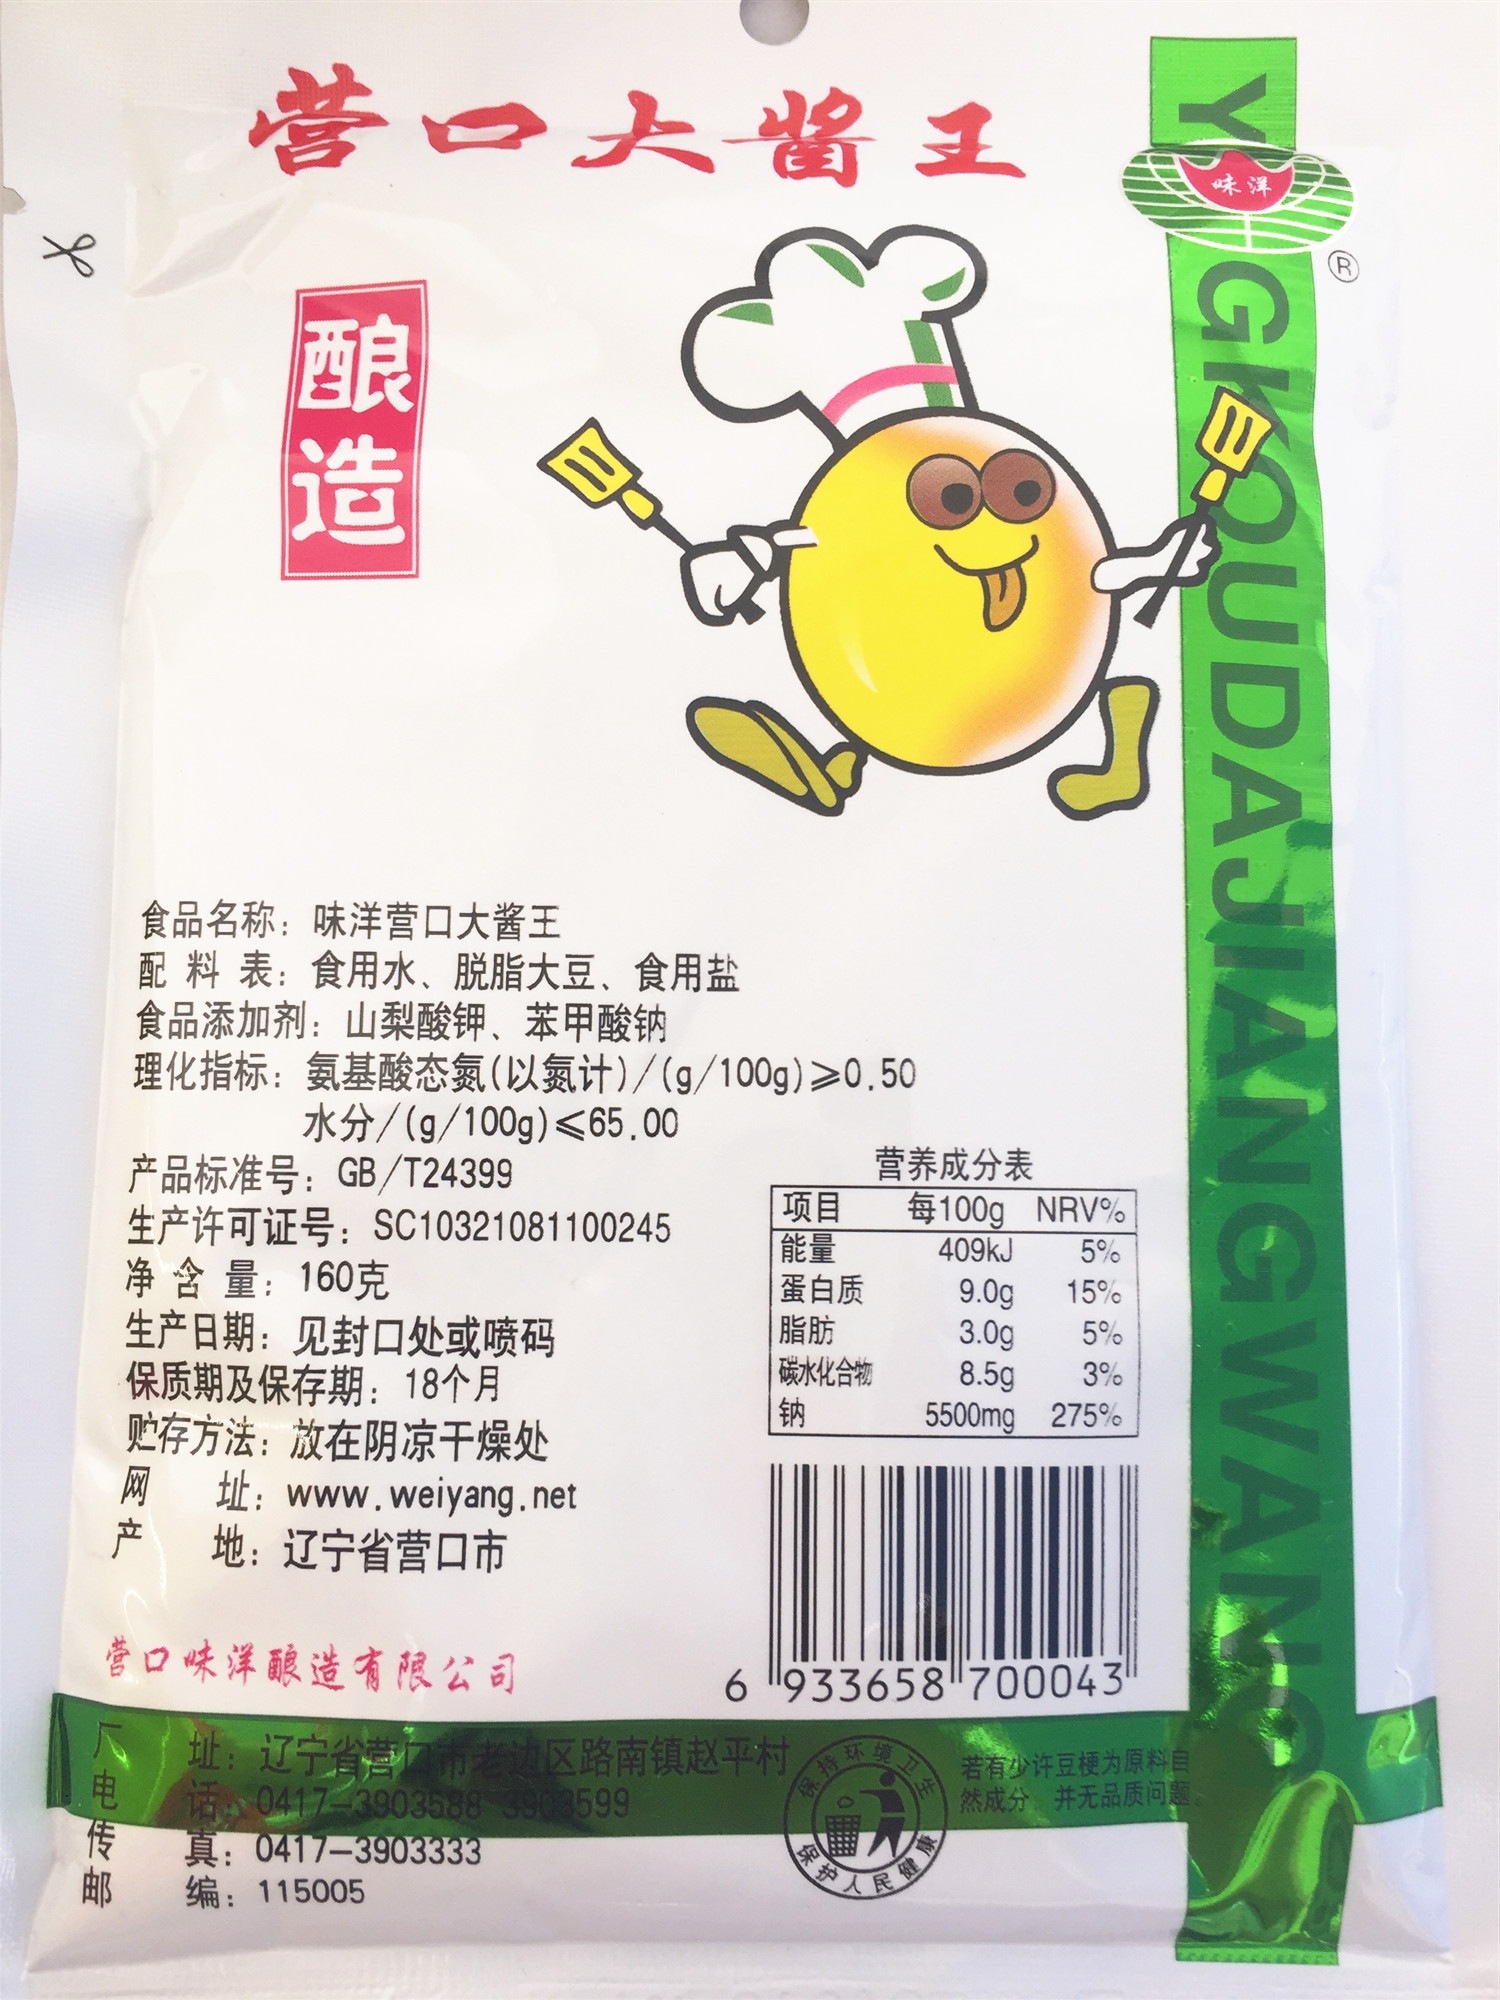 营口大酱王
味洋
®
YGKOUDAJIANGWANG
酿造
食品名称：味洋营口大酱王
配 料 表：食用水、脱脂大豆、食用盐
食品添加剂：山梨酸钾、苯甲酸钠
理化指标：氨基酸态氮(以氮计)/(g/100g)≥0.50
水分/(g/100g)≤65.00
产品标准号：GB/T24399
生产许可证号：SC10321081100245
净 含 量：160克
生产日期：见封口处或喷码
保质期及保存期：18个月
贮存方法：放在阴凉干燥处
网 址：www.weiyang.net
产 地：辽宁省营口市
营养成分表
项目 每100g NRV%
能量 409kJ 5%
蛋白质 9.0g 15%
脂肪 3.0g 5%
碳水化合物 8.5g 3%
钠 5500mg 275%
6 933658 700043
营口味洋酿造有限公司
厂 址：辽宁省营口市老边区路南镇赵平村
电 话：0417-3903588 3903599
传 真：0417-3903333
邮 编：115005
保持环境卫生
保护人民健康
若有少许豆梗为原料自
然成分 并无品质问题。